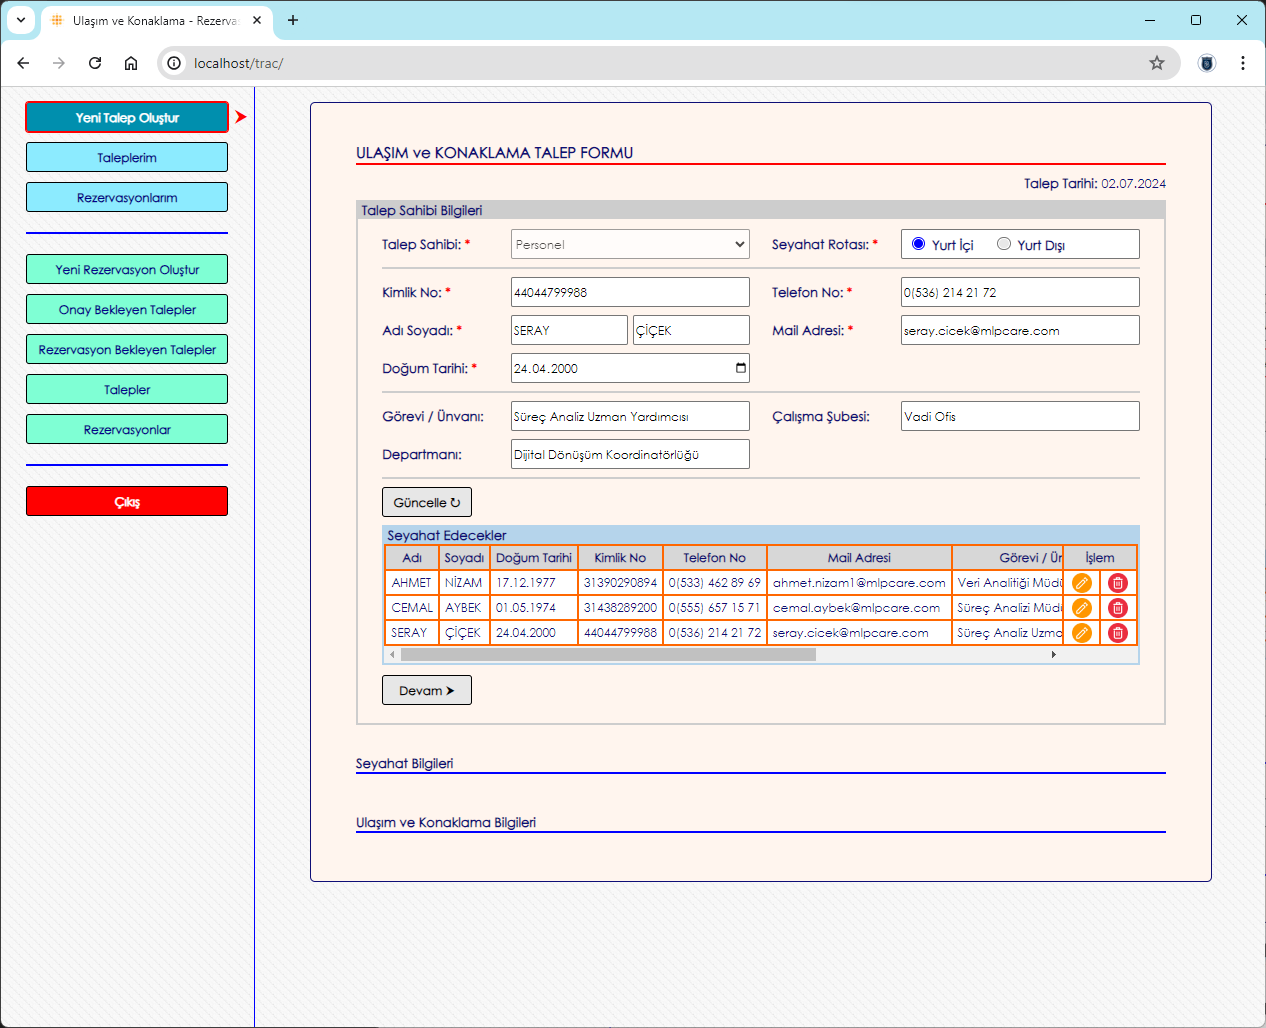 Ulaşım ve Konaklama - Rezerva
localhost/trac/
Yeni Talep Oluştur
Taleplerim
Rezervasyonlarım
Yeni Rezervasyon Oluştur
Onay Bekleyen Talepler
Rezervasyon Bekleyen Talepler
Talepler
Rezervasyonlar
Çıkış
ULAŞIM ve KONAKLAMA TALEP FORMU
Talep Tarihi: 02.07.2024
Talep Sahibi Bilgileri
Talep Sahibi: * Personel Seyahat Rotası: * Yurt İçi Yurt Dışı
Kimlik No: * 44044799988 Telefon No: * 0(536) 214 21 72
Adı Soyadı: * SERAY ÇİÇEK Mail Adresi: * seray.cicek@mlpcare.com
Doğum Tarihi: * 24.04.2000
Görevi / Ünvanı: Süreç Analiz Uzman Yardımcısı Çalışma Şubesi: Vadi Ofis
Departmanı: Dijital Dönüşüm Koordinatörlüğü
Güncelle ↻
Seyahat Edecekler
Adı Soyadı Doğum Tarihi Kimlik No Telefon No Mail Adresi Görevi / Ür İşlem
AHMET NİZAM 17.12.1977 31390290894 0(533) 462 89 69 ahmet.nizam1@mlpcare.com Veri Analitiği Müdü
CEMAL AYBEK 01.05.1974 31438289200 0(555) 657 15 71 cemal.aybek@mlpcare.com Süreç Analizi Müdü
SERAY ÇİÇEK 24.04.2000 44044799988 0(536) 214 21 72 seray.cicek@mlpcare.com Süreç Analiz Uzma
Devam ➤
Seyahat Bilgileri
Ulaşım ve Konaklama Bilgileri